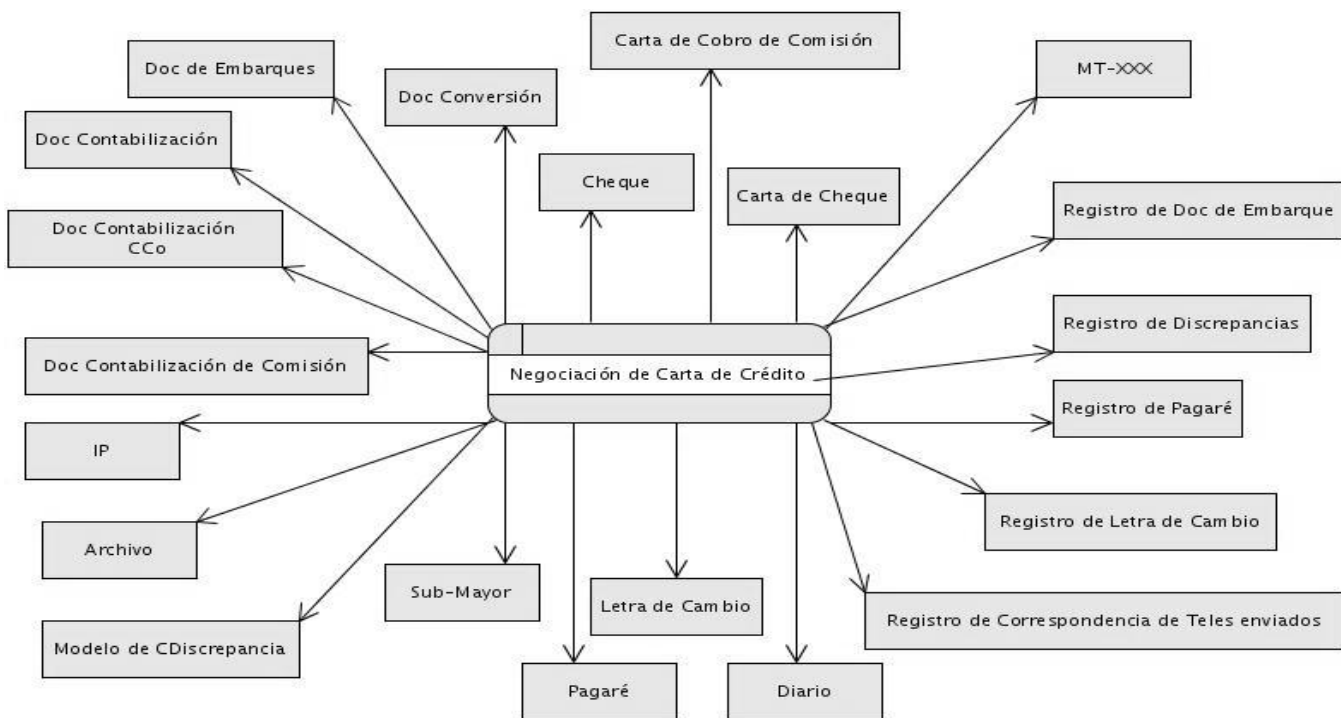 Carta de Cobro de Comisión
Doc de Embarques
MT-XXX
Doc Conversión
Doc Contabilización
Cheque
Carta de Cheque
Registro de Doc de Embarque
Doc Contabilización
CCo
Registro de Discrepancias
Doc Contabilización de Comisión
Negociación de Carta de Crédito
Registro de Pagaré
IP
Registro de Letra de Cambio
Archivo
Sub-Mayor
Letra de Cambio
Registro de Correspondencia de Teles enviados
Modelo de CDiscrepancia
Pagaré
Diario